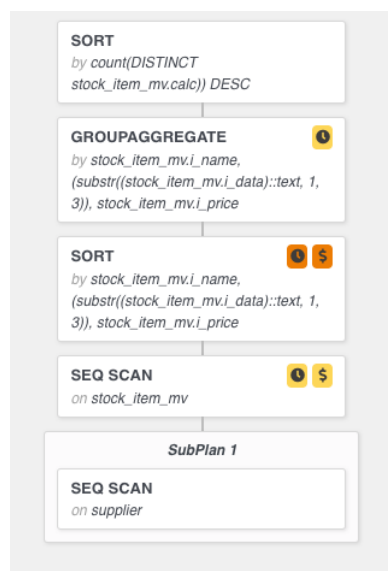 SORT
by count(DISTINCT
stock_item_mv.calc)) DESC
GROUPAGGREGATE
by stock_item_mv.i_name,
(substr((stock_item_mv.i_data)::text, 1,
3)), stock_item_mv.i_price
SORT
$
by stock_item_mv.i_name,
(substr((stock_item_mv.i_data)::text, 1,
3)), stock_item_mv.i_price
SEQ SCAN
$
on stock_item_mv
SubPlan 1
SEQ SCAN
on supplier